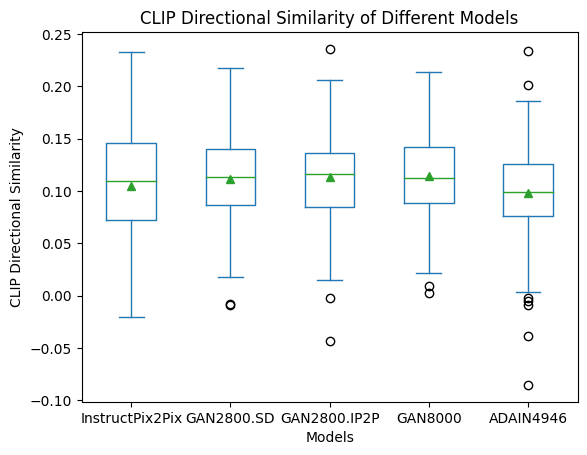 CLIP Directional Similarity of Different Models
CLIP Directional Similarity
0.25
0.20
0.15
0.10
0.05
0.00
−0.05
−0.10
InstructPix2Pix GAN2800.SD GAN2800.IP2P GAN8000 ADAIN4946
Models